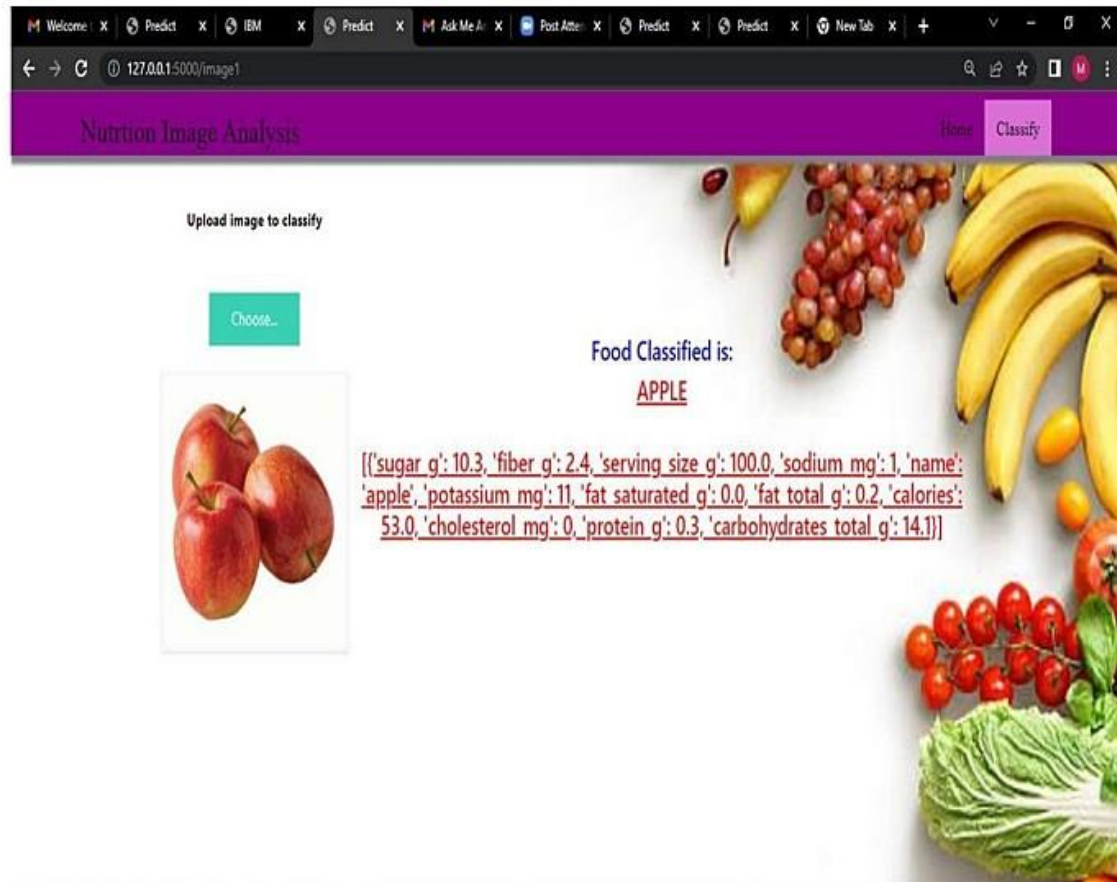 Welcome
Predict
IBM
Predict
Ask Me A
Post Atte
Predict
Predict
New Tab
127.0.0.1:5000/image1
M
Nutrtion Image Analysis
Home
Classify
Upload image to classify
Choose...
Food Classified is:
APPLE
[{'sugar_g': 10.3, 'fiber_g': 2.4, 'serving_size_g': 100.0, 'sodium_mg': 1, 'name':
'apple', 'potassium_mg': 11, 'fat_saturated_g': 0.0, 'fat_total_g': 0.2, 'calories':
53.0, 'cholesterol_mg': 0, 'protein_g': 0.3, 'carbohydrates_total_g': 14.1}]